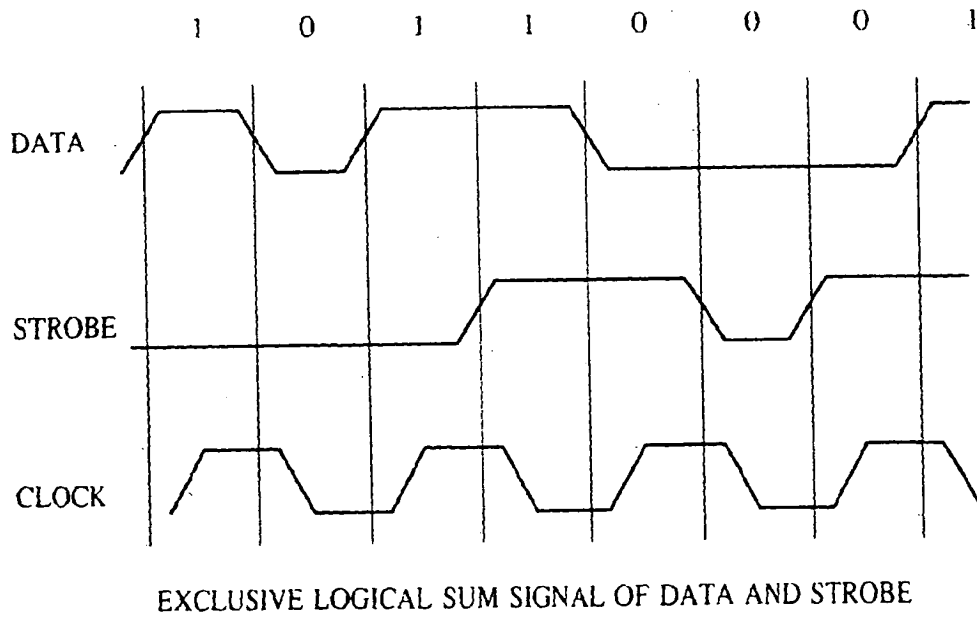 1 0 1 1 0 0 0 1
DATA
STROBE
CLOCK
EXCLUSIVE LOGICAL SUM SIGNAL OF DATA AND STROBE